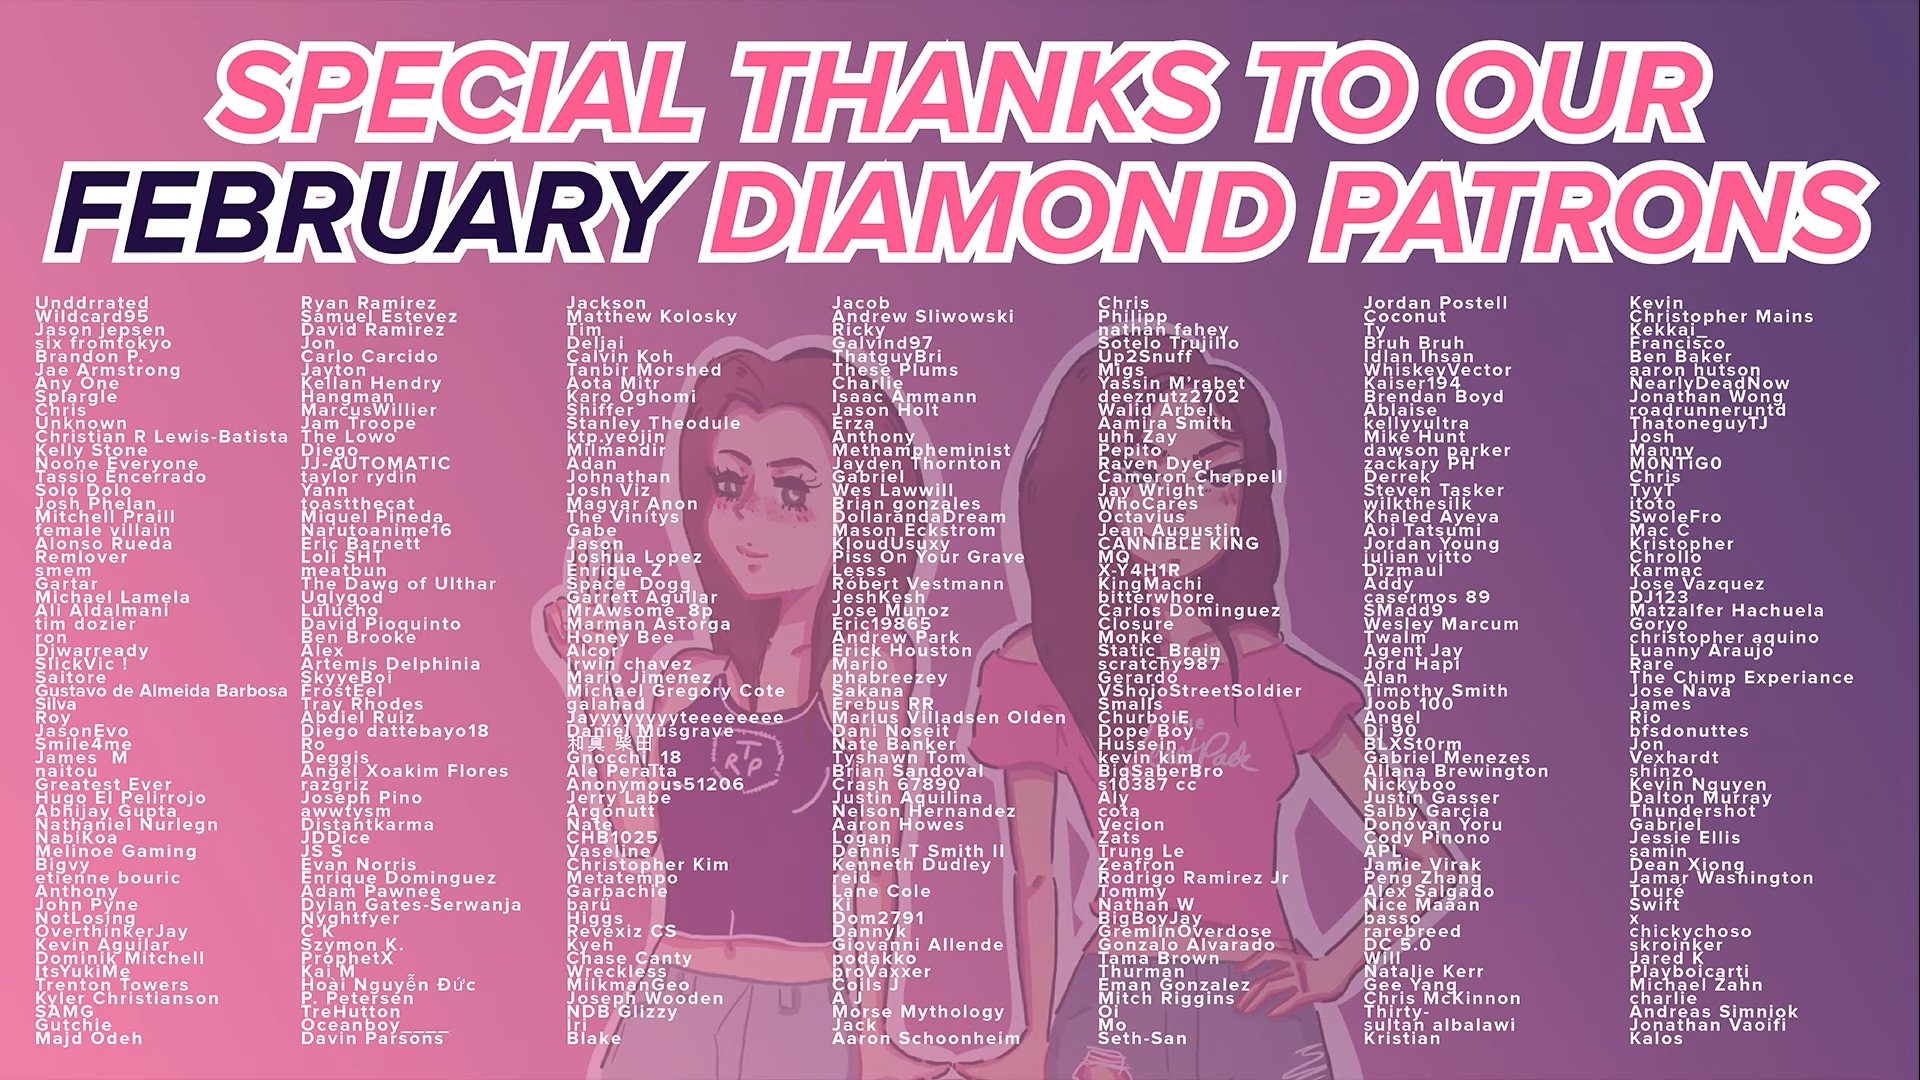 SPECIAL THANKS TO OUR
FEBRUARY DIAMOND PATRONS
Unddrrated
Wildcard95
Jason jepsen
six fromtokyo
Brandon P.
Jae Armstrong
Any One
Splargle
Chris
Unknown
Christian R Lewis-Batista
Kelly Stone
Noone Everyone
Tassio Encerrado
Solo Dolo
Josh Phelan
Mitchell Praill
female villain
Alonso Rueda
Remlover
smem
Gartar
Michael Lamela
Ali Aldalmani
tim dozier
ron
Djwarready
SlickVic !
Saitore
Gustavo de Almeida Barbosa
Silva
Roy
JasonEvo
Smile4me
James M
naitou
Greatest Ever
Hugo El Pelirrojo
Abhijay Gupta
Nathaniel Nurlegn
NabiKoa
Melinoe Gaming
Bigvy
etienne bouric
Anthony
John Pyne
NotLosing
OverthinkerJay
Kevin Aguilar
Dominik Mitchell
ItsYukiMe
Trenton Towers
Kyler Christianson
SAMG
Gutchie
Majd Odeh
Ryan Ramirez
Samuel Estevez
David Ramirez
Jon
Carlo Carcido
Jayton
Kellan Hendry
Hangman
MarcusWillier
Jam Troope
The Lowo
Diego
JJ-AUTOMATIC
taylor rydin
Yann
toastthecat
Miquel Pineda
Narutoanime16
Eric Barnett
Loli SHT
meatbun
The Dawg of Ulthar
Uglygod
Lulucho
David Pioquinto
Ben Brooke
Alex
Artemis Delphinia
SkyyeBoi
FrostEel
Tray Rhodes
Abdiel Ruiz
Diego dattebayo18
Ro
Deggis
Angel Xoakim Flores
razgriz
Joseph Pino
awwtysm
Distantkarma
JDDice
JS S
Evan Norris
Enrique Dominguez
Adam Pawnee
Dylan Gates-Serwanja
Nyghtfyer
C K
Szymon K.
ProphetX
Kai M
Hoài Nguyễn Đức
P. Petersen
TreHutton
Oceanboy____
Davin Parsons
Jackson
Matthew Kolosky
Tim
Deljai
Calvin Koh
Tanbir Morshed
Aota Mitr
Karo Oghomi
Shiffer
Stanley Theodule
ktp.yeojin
Milmandir
Adan
Johnathan
Josh Viz
Magyar Anon
The Vinitys
Gabe
Jason
Joshua Lopez
Enrique Z
Space_Dogg
Garrett Aguilar
MrAwsome_8p
Marman Astorga
Honey Bee
Alcor
Irwin chavez
Mario Jimenez
Michael Gregory Cote
galahad
Jayyyyyyyyteeeeeeee
Daniel Musgrave
和真 柴田
Gnocchi_18
Ale Peralta
Anonymous51206
Jerry Labe
Argonutt
Nate
CHB1025
Vaseline
Christopher Kim
Metatempo
Garbachie
barü
Higgs
Revexiz CS
Kyeh
Chase Canty
Wreckless
MilkmanGeo
Joseph Wooden
NDB Glizzy
Iri
Blake
Jacob
Andrew Sliwowski
Ricky
Galvind97
ThatguyBri
These Plums
Charlie
Isaac Ammann
Jason Holt
Erza
Anthony
Methampheminist
Jayden Thornton
Gabriel
Wes Lawwill
Brian gonzales
DollarandaDream
Mason Eckstrom
KloudUsuxy
Piss On Your Grave
Lesss
Robert Vestmann
JeshKesh
Jose Munoz
Eric19865
Andrew Park
Erick Houston
Mario
phabreezey
Sakana
Erebus RR
Marius Villadsen Olden
Dani Noseit
Nate Banker
Tyshawn Tom
Brian Sandoval
Crash 67890
Justin Aquilina
Nelson Hernandez
Aaron Howes
Logan
Dennis T Smith II
Kenneth Dudley
reid
Lane Cole
Ki
Dom2791
Dannyk
Giovanni Allende
podakko
proVaxxer
Coils J
A J
Morse Mythology
Jack
Aaron Schoonheim
Chris
Philipp
nathan fahey
Sotelo Trujillo
Up2Snuff
Migs
Yassin M'rabet
deeznutz2702
Walid Arbel
Aamira Smith
uhh Zay
Pepito
Raven Dyer
Cameron Chappell
Jay Wright
WhoCares
Octavius
Jean Augustin
CANNIBLE KING
MQ
X-Y4H1R
KingMachi
bitterwhore
Carlos Dominguez
Closure
Monke
Static_Brain
scratchy987
Gerardo
VShojoStreetSoldier
Smalls
ChurboiE
Dope Boy
Hussein
kevin kim
BigSaberBro
s10387 cc
Aly
cota
Vecion
Zats
Trung Le
Zeaffron
Rodrigo Ramirez Jr
Tommy
Nathan W
BigBoyJay
GremlinOverdose
Gonzalo Alvarado
Tama Brown
Thurman
Eman Gonzalez
Mitch Riggins
Oi
Mo
Seth-San
Jordan Postell
Coconut
Ty
Bruh Bruh
Idlan Ihsan
WhiskeyVector
Kaiser194
Brendan Boyd
Ablaise
kellyyultra
Mike Hunt
dawson parker
zackary PH
Derrek
Steven Tasker
wilkthesilk
Khaled Ayeva
Aoi Tatsumi
Jordan Young
julian vitto
Dizmaul
Addy
casermos 89
SMadd9
Wesley Marcum
Twalm
Agent Jay
Jord Hapi
Alan
Timothy Smith
Joob 100
Angel
Dj 90
BLXSt0rm
Gabriel Menezes
Allana Brewington
Nickyboo
Justin Gasser
Salby Garcia
Donovan Yoru
Cody Pinono
APL
Jamie Virak
Peng Zhang
Alex Salgado
Nice Maaan
basso
rarebreed
DC 5.0
Will
Natalie Kerr
Gee Yang
Chris McKinnon
Thirty-
sultan albalawi
Kristian
Kevin
Christopher Mains
Kekkai_
Francisco
Ben Baker
aaron hutson
NearlyDeadNow
Jonathan Wong
roadrunneruntd
ThatoneguyTJ
Josh
Manny
M0NTiG0
Chris
TyyT
itoto
SwoleFro
Mac C
Kristopher
Chrollo
Karmac
Jose Vazquez
DJ123
Matzalfer Hachuela
Goryo
christopher aquino
Luanny Araujo
Rare
The Chimp Experiance
Jose Nava
James
Rio
bfsdonuttes
Jon
Vexhardt
shinzo
Kevin Nguyen
Dalton Murray
Thundershot
Gabriel
Jessie Ellis
samin
Dean Xiong
Jamar Washington
Toure
Swift
x
chickychoso
skroinker
Jared K
Playboicarti
Michael Zahn
charlie
Andreas Simniok
Jonathan Vaoifi
Kalos
TRP